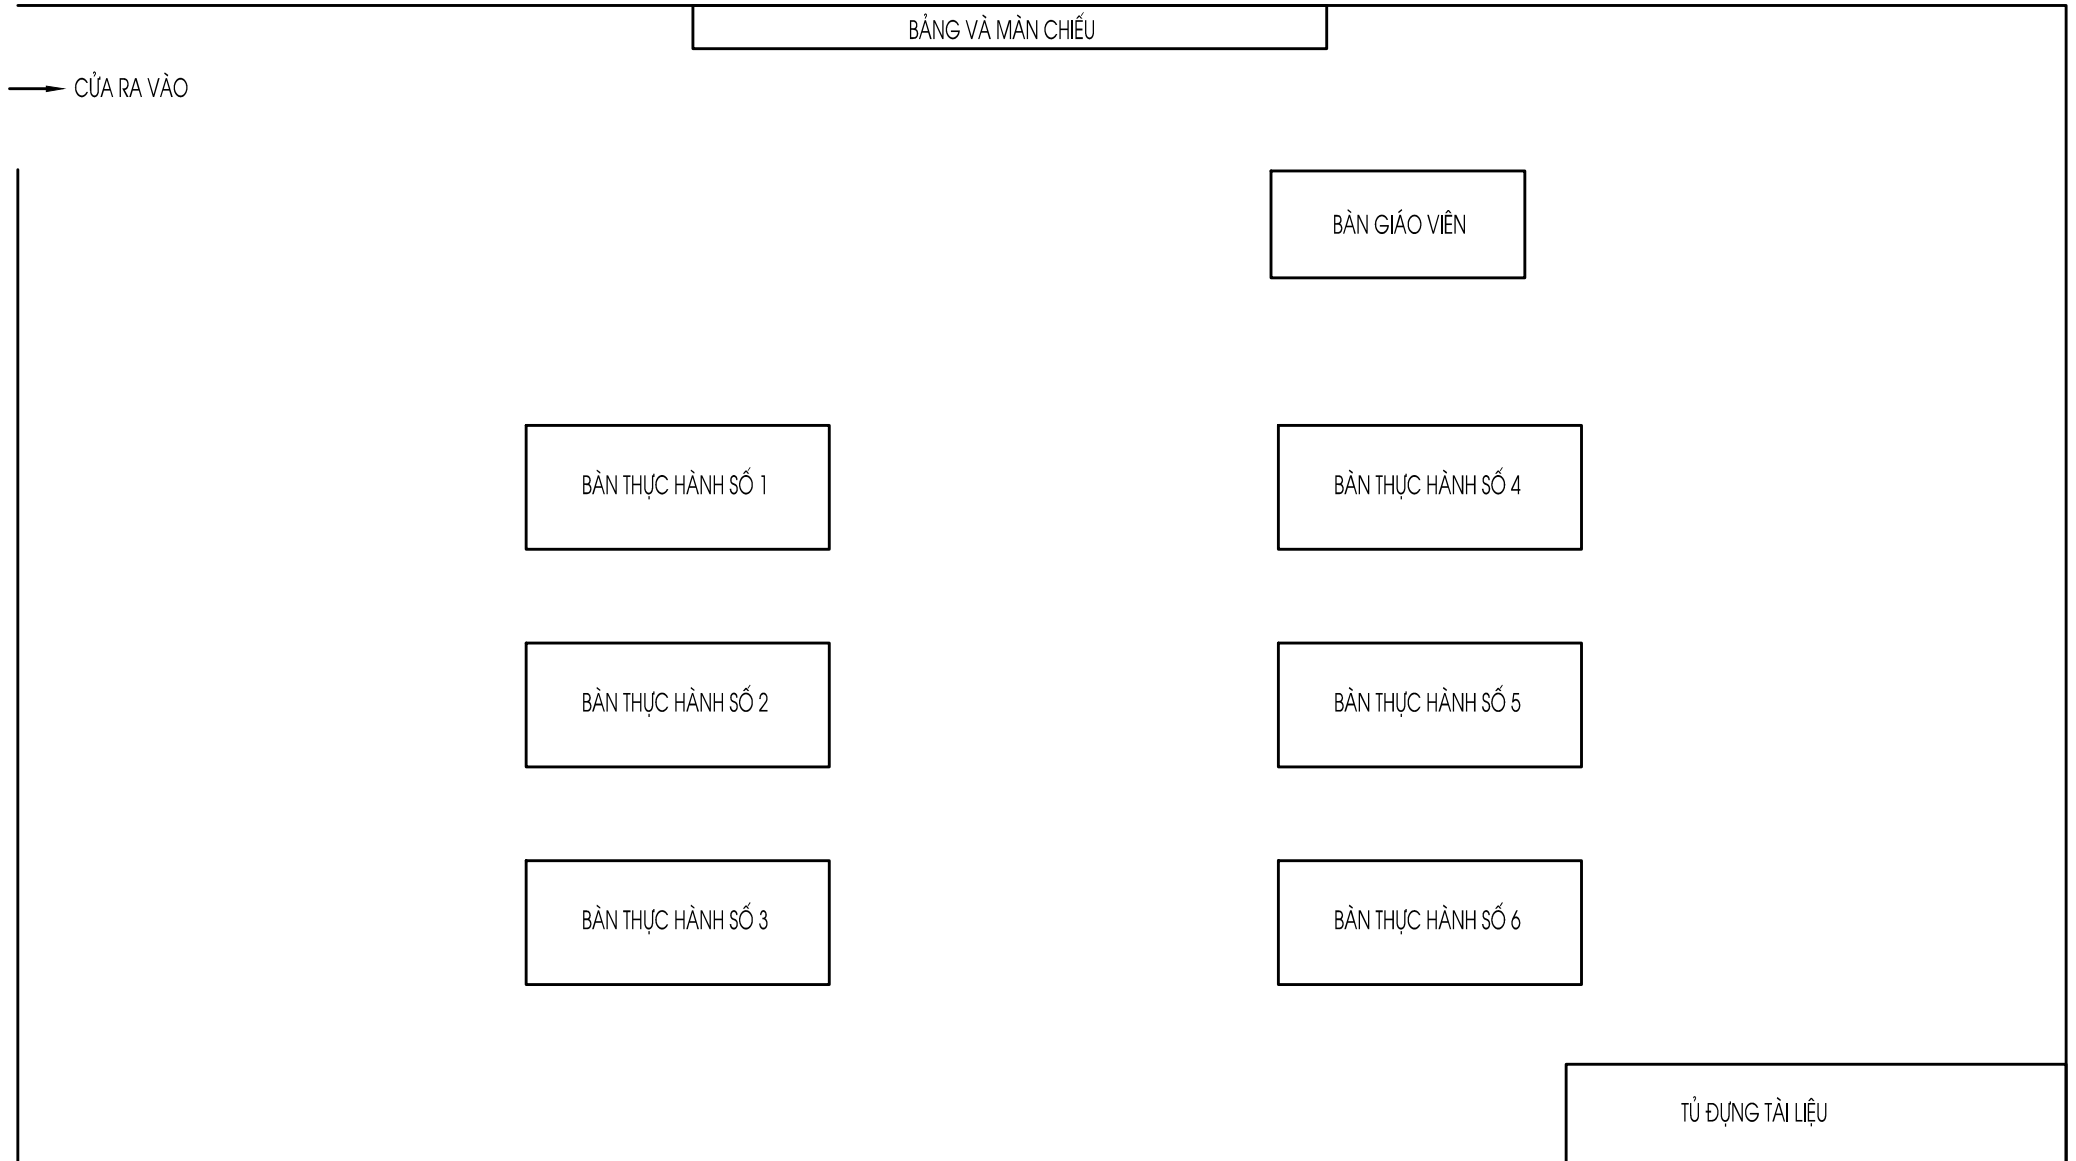 BẢNG VÀ MÀN CHIẾU
CỬA RA VÀO
BÀN GIÁO VIÊN
BÀN THỰC HÀNH SỐ 1
BÀN THỰC HÀNH SỐ 4
BÀN THỰC HÀNH SỐ 2
BÀN THỰC HÀNH SỐ 5
BÀN THỰC HÀNH SỐ 3
BÀN THỰC HÀNH SỐ 6
TỦ ĐỰNG TÀI LIỆU